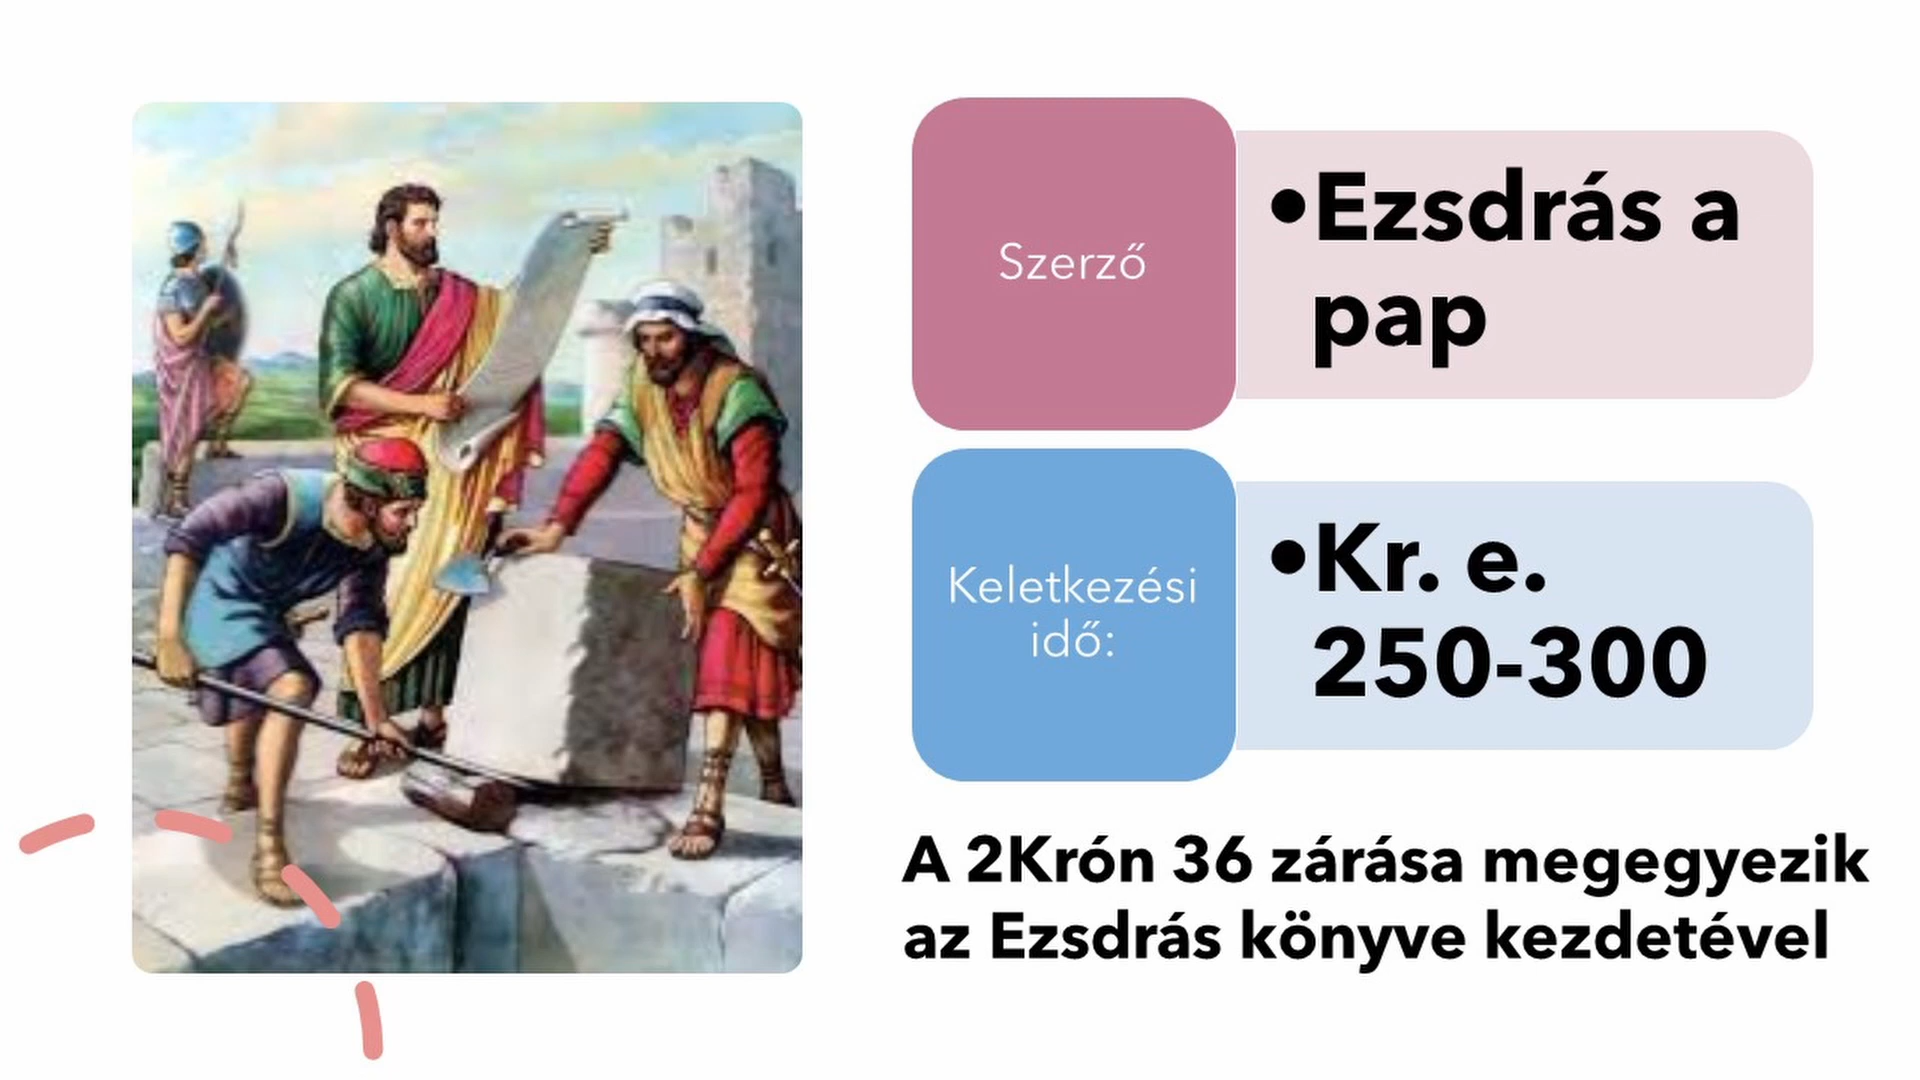 Szerző
•Ezsdrás a
pap
Keletkezési
idő:
•Kr. e.
250-300
A 2Krón 36 zárása megegyezik
az Ezsdrás könyve kezdetével